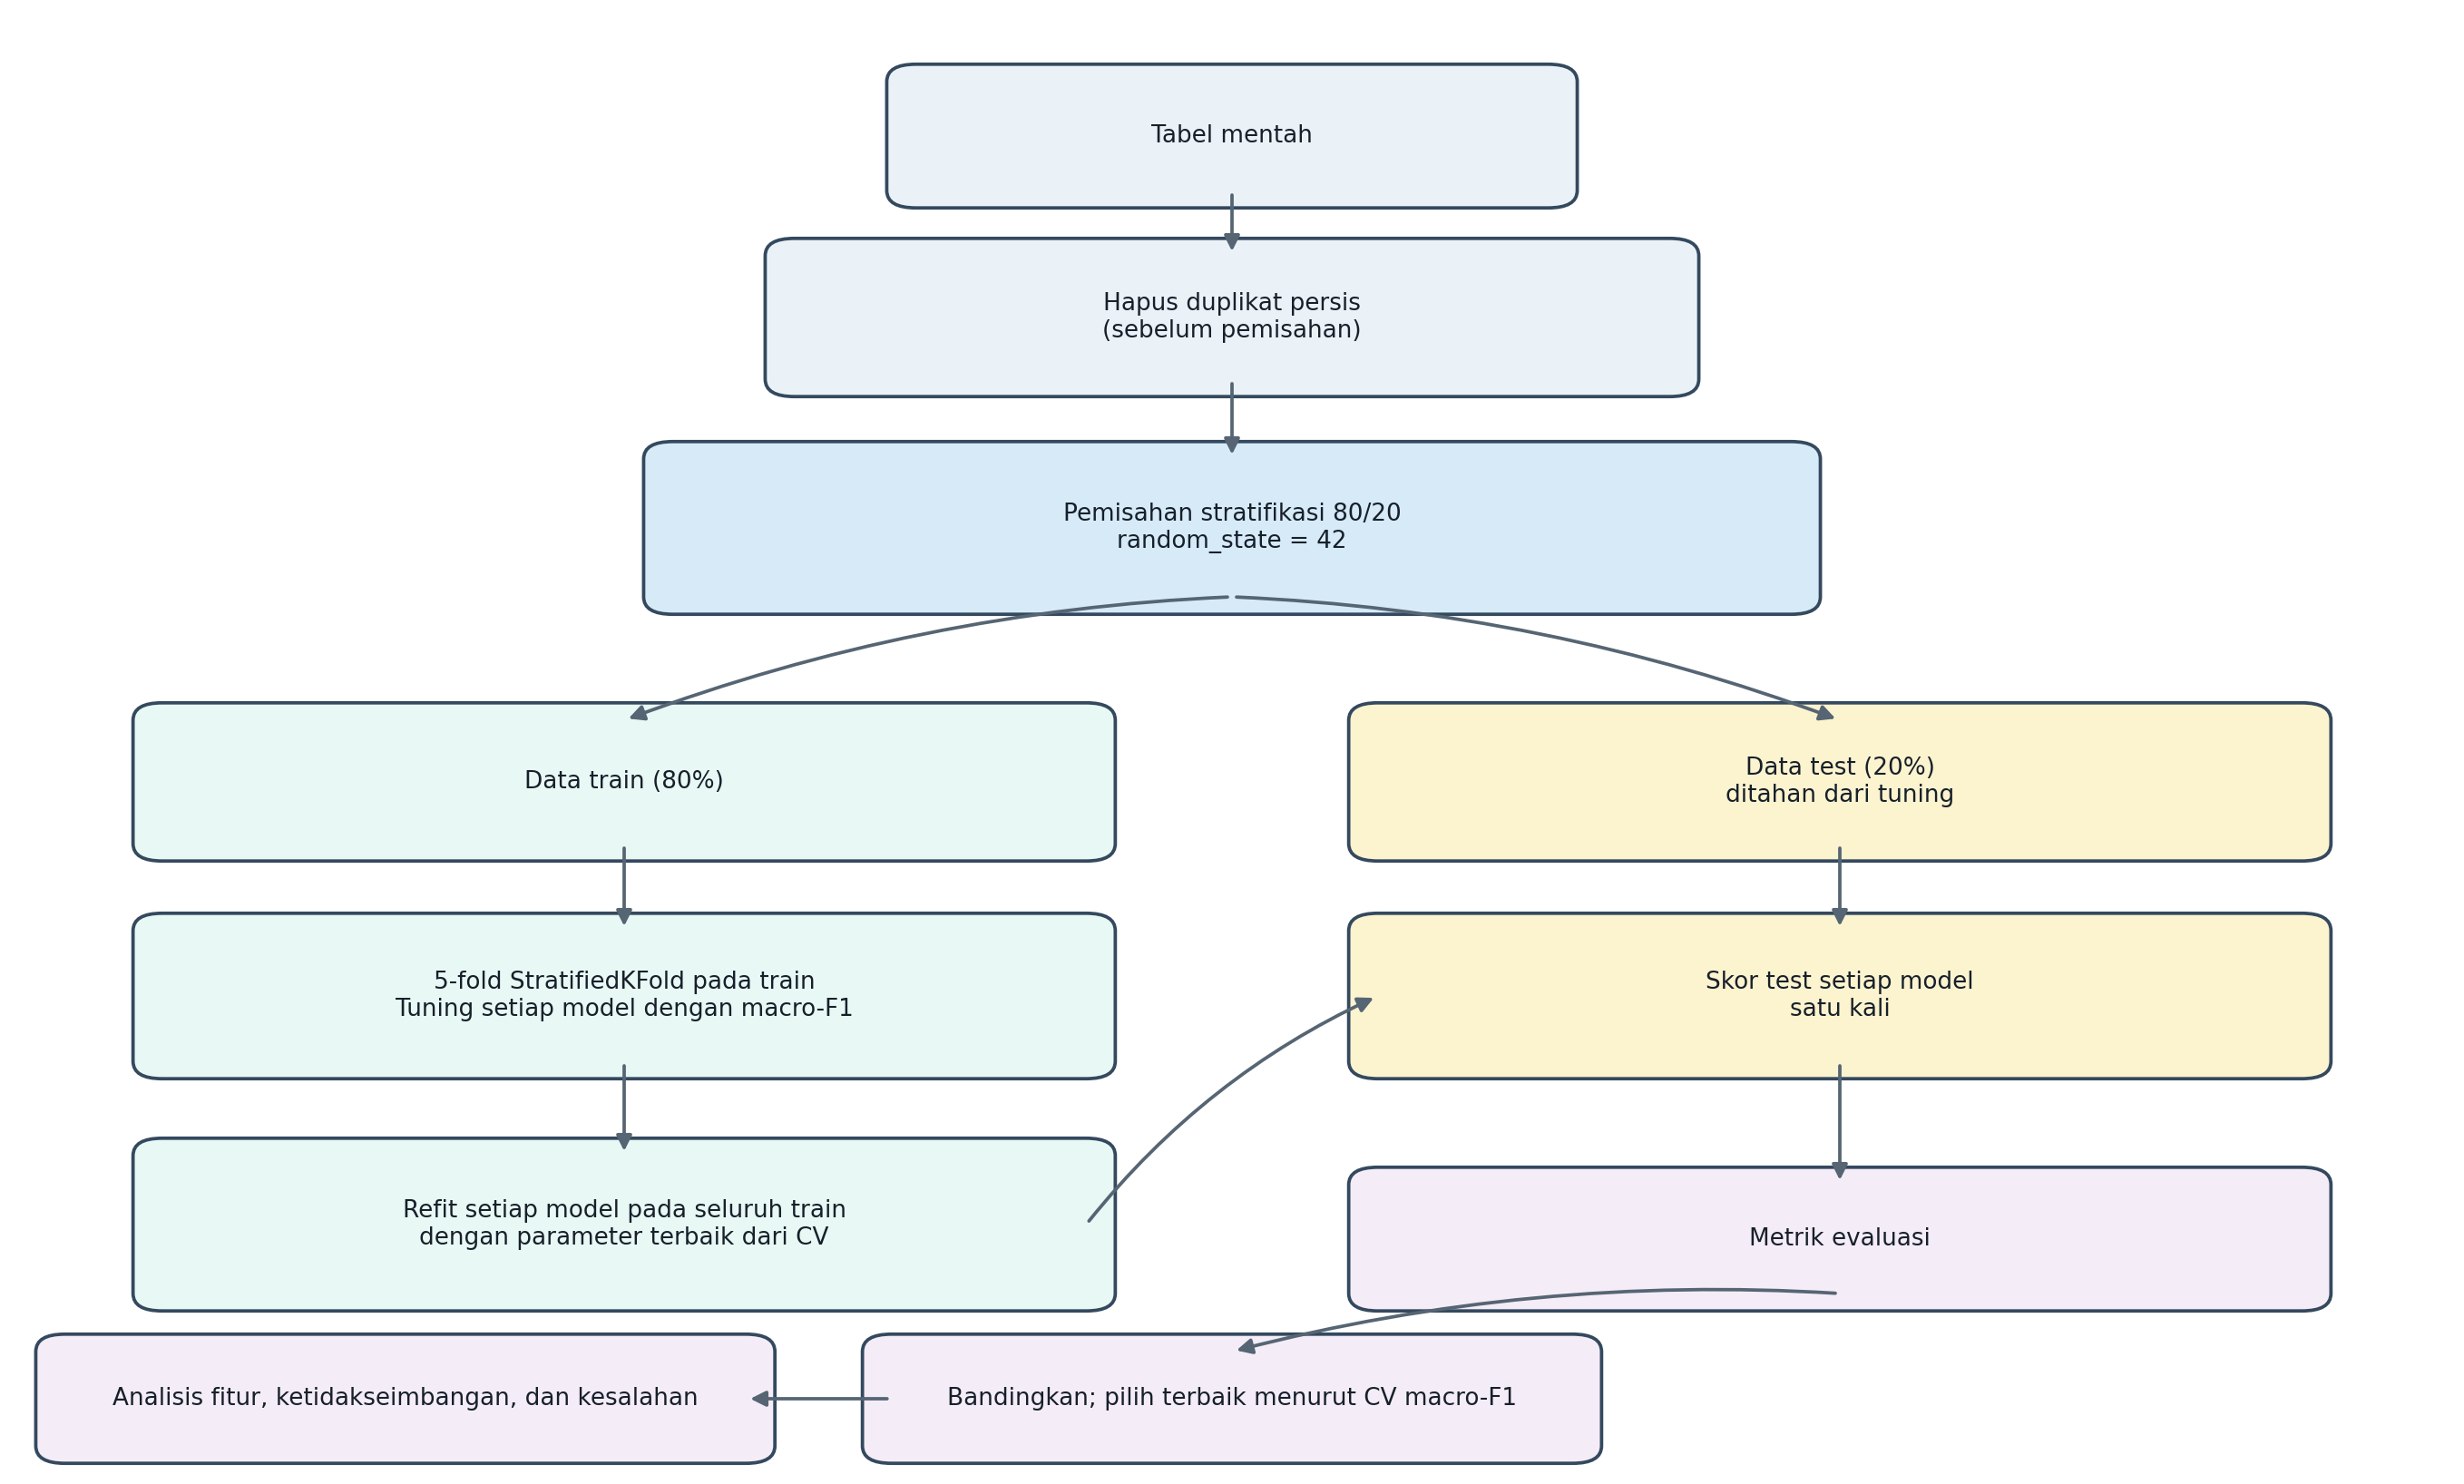 Tabel mentah
Hapus duplikat persis
(sebelum pemisahan)
Pemisahan stratifikasi 80/20
random_state = 42
Data train (80%)
Data test (20%)
ditahan dari tuning
5-fold StratifiedKFold pada train
Tuning setiap model dengan macro-F1
Skor test setiap model
satu kali
Refit setiap model pada seluruh train
dengan parameter terbaik dari CV
Metrik evaluasi
Analisis fitur, ketidakseimbangan, dan kesalahan
Bandingkan; pilih terbaik menurut CV macro-F1